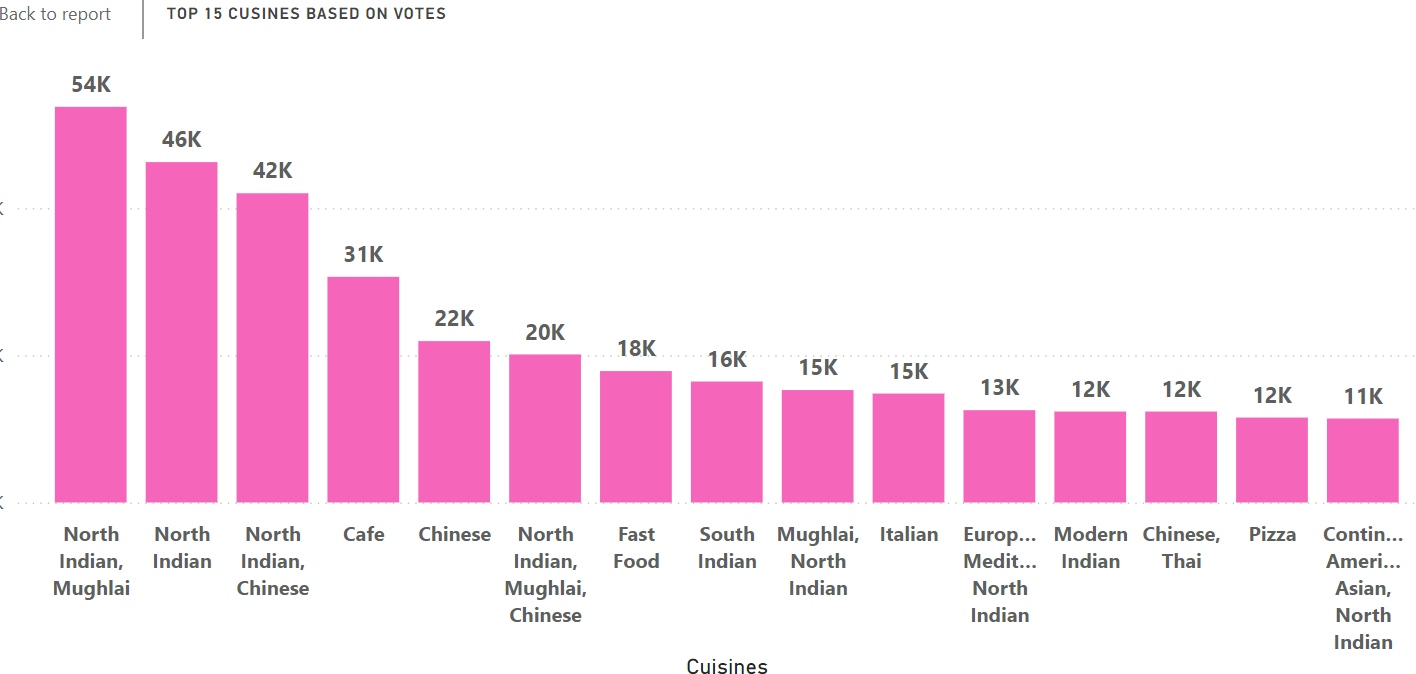 Back to report
TOP 15 CUSINES BASED ON VOTES
54K
46K
42K
31K
22K
20K
18K
16K
15K
15K
13K
12K
12K
12K
11K
K
K
K
North
Indian,
Mughlai
North
Indian
North
Indian,
Chinese
Cafe
Chinese
North
Indian,
Mughlai,
Chinese
Fast
Food
South
Indian
Mughlai,
North
Indian
Italian
Europ...
Medit...
North
Indian
Modern
Indian
Chinese,
Thai
Pizza
Contin...
Ameri...
Asian,
North
Indian
Cuisines